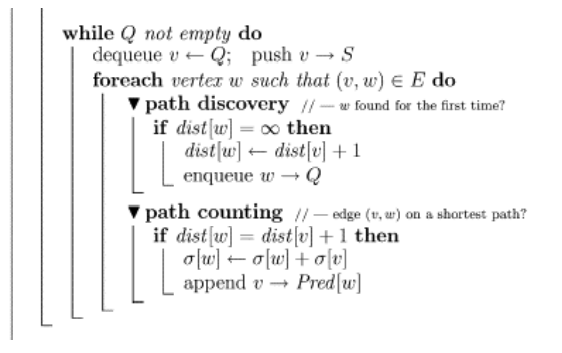 while Q not empty do
dequeue v ← Q; push v → S
foreach vertex w such that (v, w) ∈ E do
▼ path discovery // — w found for the first time?
if dist[w] = ∞ then
dist[w] ← dist[v] + 1
enqueue w → Q
▼ path counting // — edge (v, w) on a shortest path?
if dist[w] = dist[v] + 1 then
σ[w] ← σ[w] + σ[v]
append v → Pred[w]